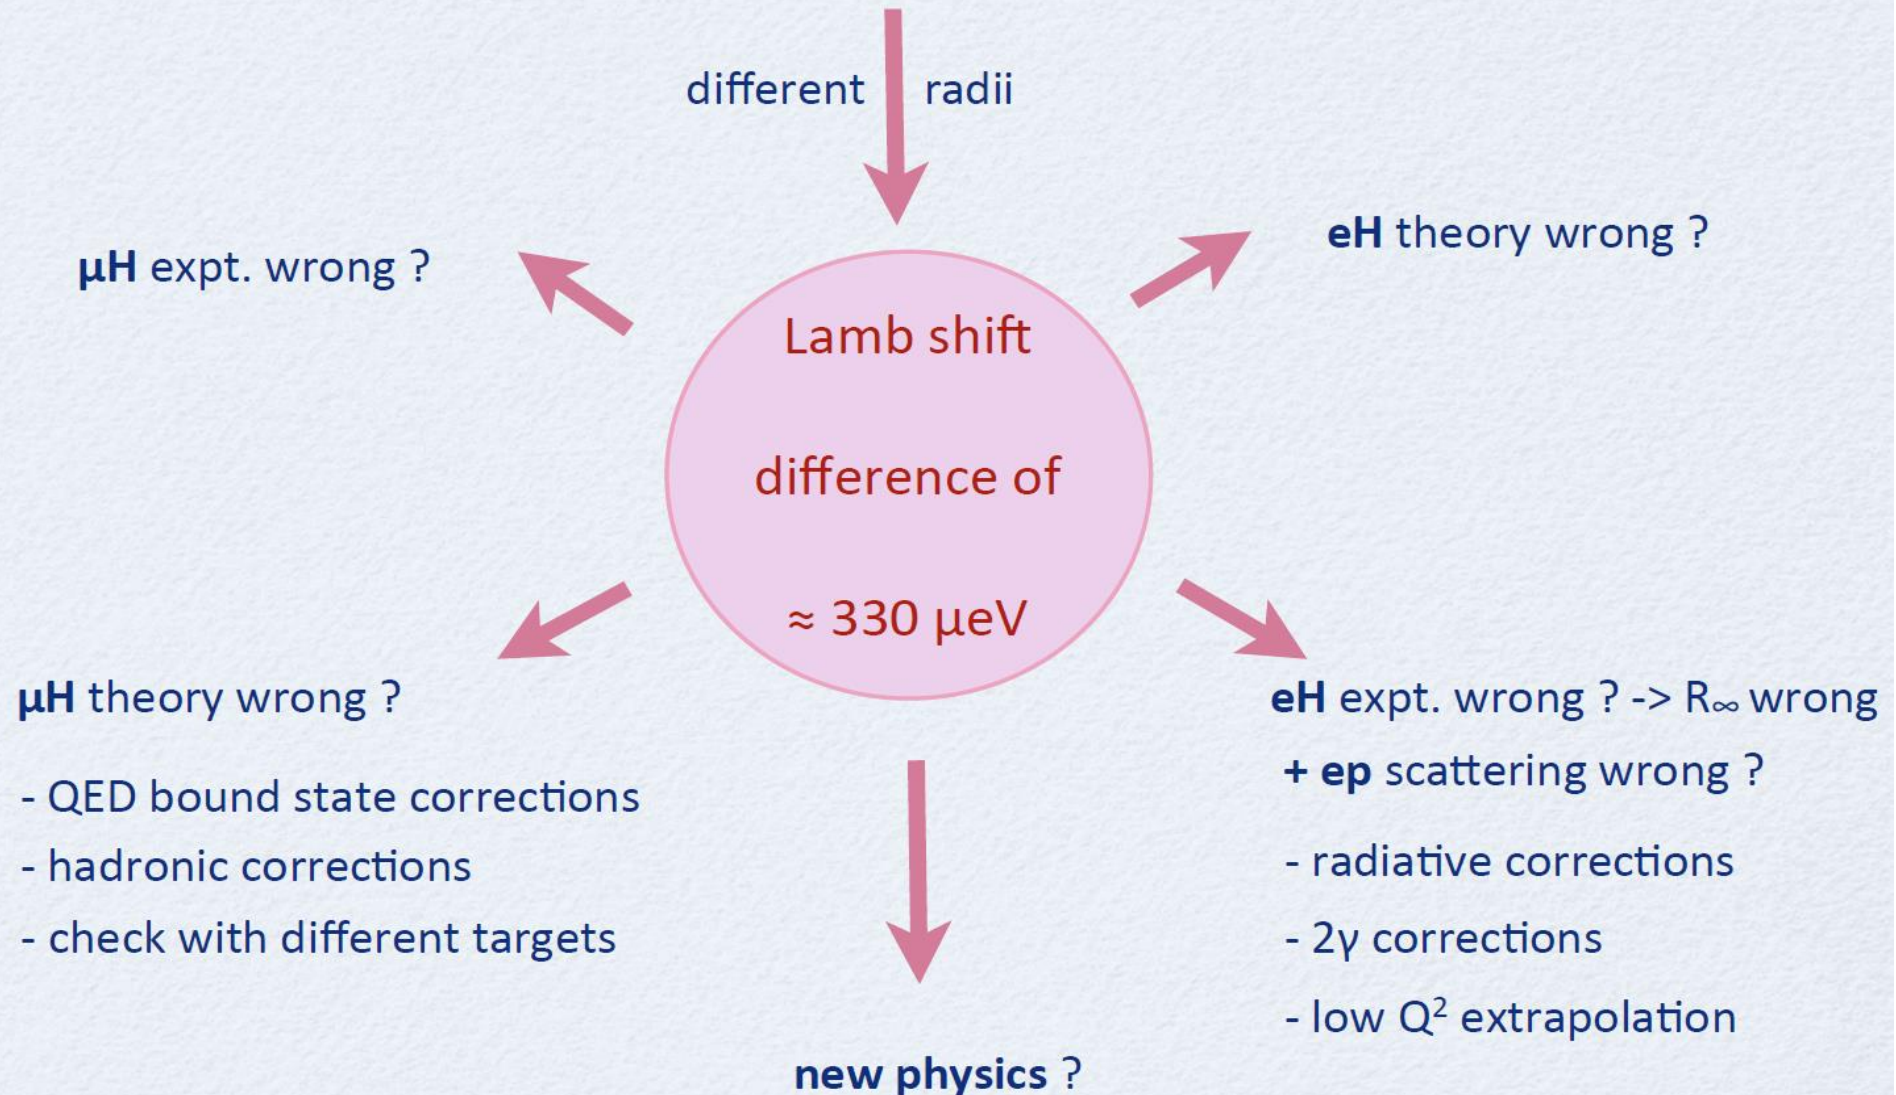 different radii
μH expt. wrong ?
eH theory wrong ?
Lamb shift
difference of
≈ 330 μeV
μH theory wrong ?
- QED bound state corrections
- hadronic corrections
- check with different targets
eH expt. wrong ? -> R∞ wrong
+ ep scattering wrong ?
- radiative corrections
- 2γ corrections
- low Q² extrapolation
new physics ?